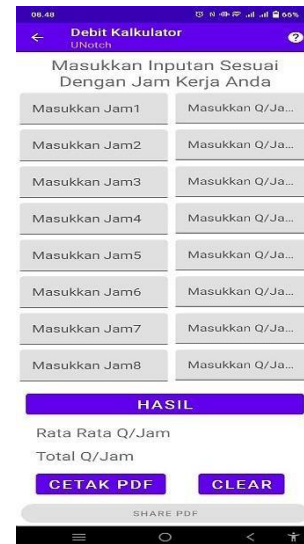 06.40
66%
Debit Kalkulator
UNotch
?
Masukkan Inputan Sesuai
Dengan Jam Kerja Anda
Masukkan Jam1 Masukkan Q/Ja...
Masukkan Jam2 Masukkan Q/Ja...
Masukkan Jam3 Masukkan Q/Ja...
Masukkan Jam4 Masukkan Q/Ja...
Masukkan Jam5 Masukkan Q/Ja...
Masukkan Jam6 Masukkan Q/Ja...
Masukkan Jam7 Masukkan Q/Ja...
Masukkan Jam8 Masukkan Q/Ja...
HASIL
Rata Rata Q/Jam
Total Q/Jam
CETAK PDF CLEAR
SHARE PDF